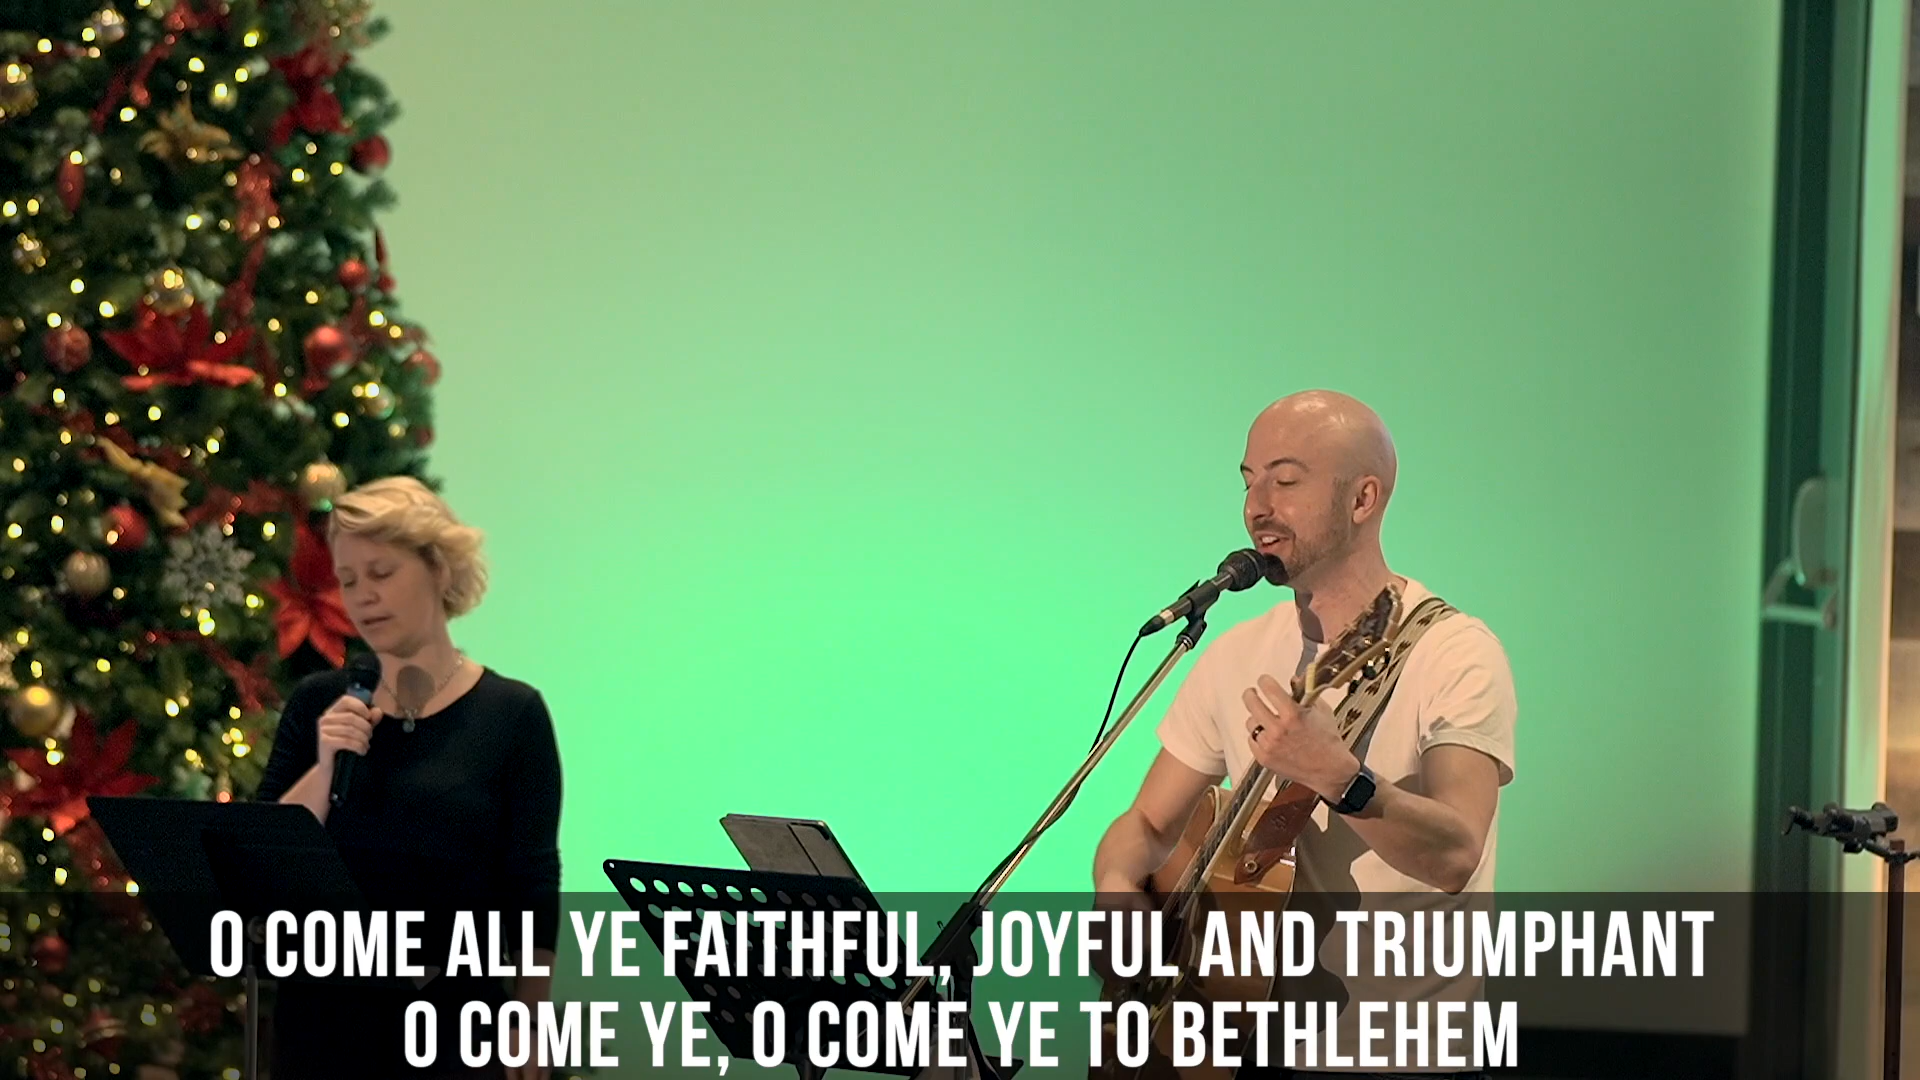 O COME ALL YE FAITHFUL, JOYFUL AND TRIUMPHANT
O COME YE, O COME YE TO BETHLEHEM